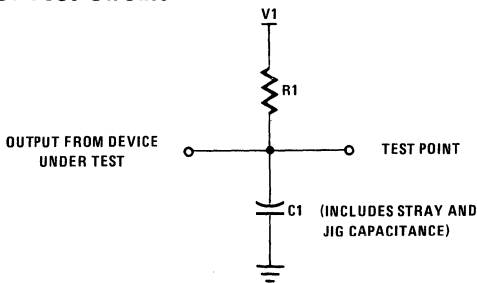 V1
R1
OUTPUT FROM DEVICE
UNDER TEST
TEST POINT
C1
(INCLUDES STRAY AND
JIG CAPACITANCE)